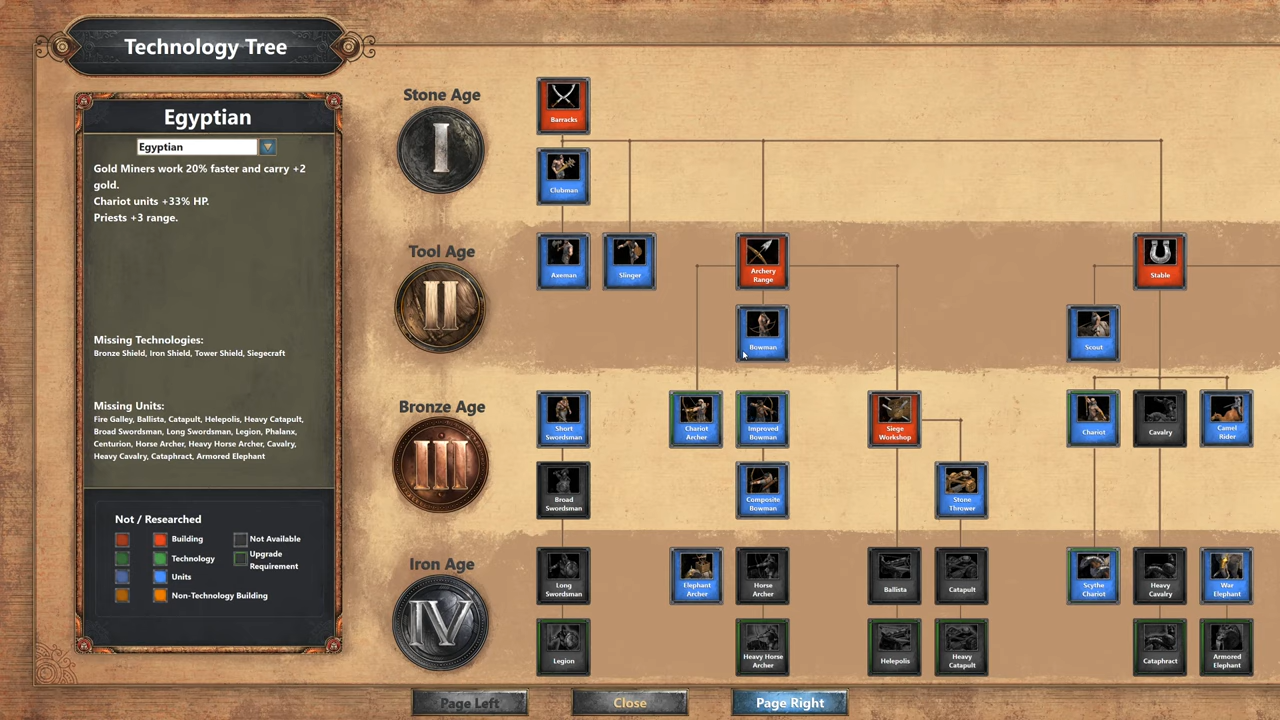 Technology Tree
Egyptian
Egyptian
Gold Miners work 20% faster and carry +2
gold.
Chariot units +33% HP.
Priests +3 range.
Missing Technologies:
Bronze Shield, Iron Shield, Tower Shield, Siegecraft
Missing Units:
Fire Galley, Ballista, Catapult, Helepolis, Heavy Catapult,
Broad Swordsman, Long Swordsman, Legion, Phalanx,
Centurion, Horse Archer, Heavy Horse Archer, Cavalry,
Heavy Cavalry, Cataphract, Armored Elephant
Not / Researched
Building
Technology
Units
Non-Technology Building
Not Available
Upgrade
Requirement
Stone Age
I
Barracks
Clubman
Tool Age
II
Axeman
Slinger
Archery
Range
Stable
Bowman
Scout
Bronze Age
III
Short
Swordsman
Chariot
Archer
Improved
Bowman
Siege
Workshop
Chariot
Cavalry
Camel
Rider
Broad
Swordsman
Composite
Bowman
Stone
Thrower
Iron Age
IV
Long
Swordsman
Elephant
Archer
Horse
Archer
Ballista
Catapult
Scythe
Chariot
Heavy
Cavalry
War
Elephant
Legion
Heavy Horse
Archer
Helepolis
Heavy
Catapult
Cataphract
Armored
Elephant
Page Left
Close
Page Right